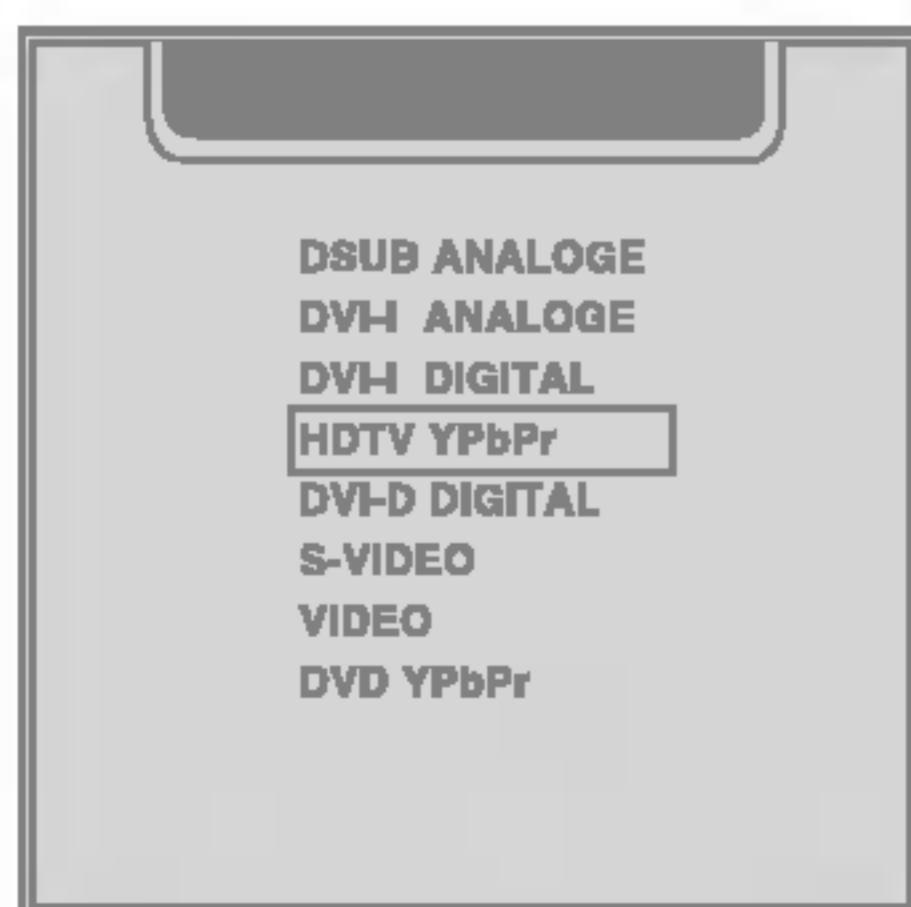 DSUB ANALOGE
DVI-I ANALOGE
DVI-I DIGITAL
HDTV YPbPr
DVI-D DIGITAL
S-VIDEO
VIDEO
DVD YPbPr